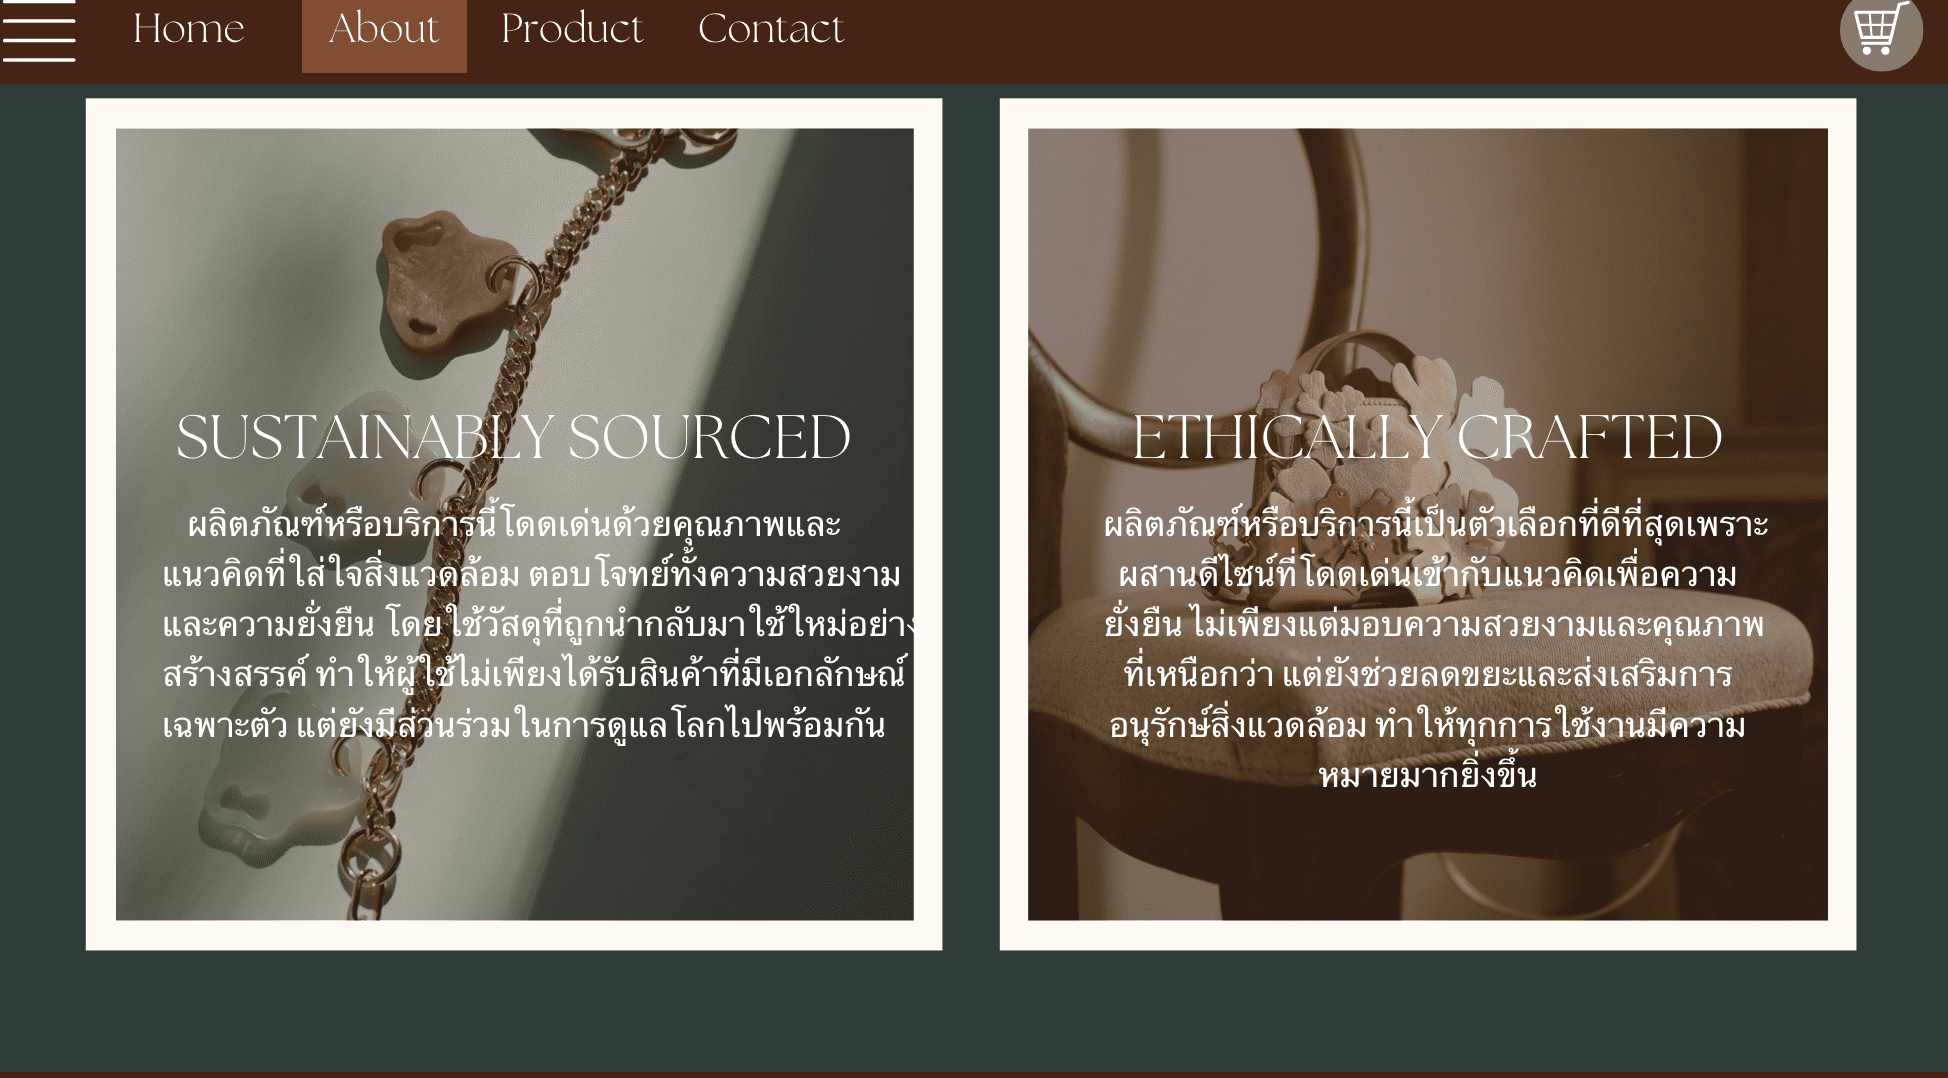 Home About Product Contact
SUSTAINABLY SOURCED
ผลิตภัณฑ์หรือบริการนี้โดดเด่นด้วยคุณภาพและ
แนวคิดที่ใส่ใจสิ่งแวดล้อม ตอบโจทย์ทั้งความสวยงาม
และความยั่งยืน โดยใช้วัสดุที่ถูกนำกลับมาใช้ใหม่อย่าง
สร้างสรรค์ ทำให้ผู้ใช้ไม่เพียงได้รับสินค้าที่มีเอกลักษณ์
เฉพาะตัว แต่ยังมีส่วนร่วมในการดูแลโลกไปพร้อมกัน
ETHICALLY CRAFTED
ผลิตภัณฑ์หรือบริการนี้เป็นตัวเลือกที่ดีที่สุดเพราะ
ผสานดีไซน์ที่โดดเด่นเข้ากับแนวคิดเพื่อความ
ยั่งยืน ไม่เพียงแต่มอบความสวยงามและคุณภาพ
ที่เหนือกว่า แต่ยังช่วยลดขยะและส่งเสริมการ
อนุรักษ์สิ่งแวดล้อม ทำให้ทุกการใช้งานมีความ
หมายมากยิ่งขึ้น